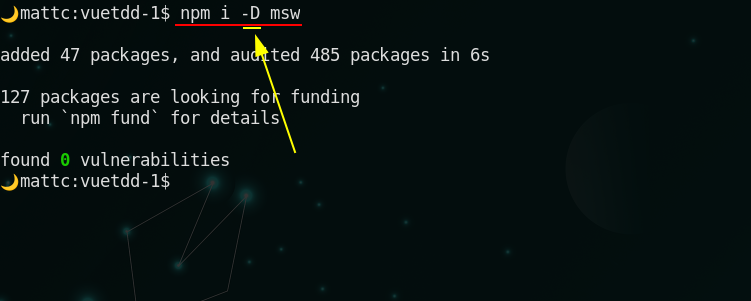 🌙mattc:vuetdd-1$ npm i -D msw
added 47 packages, and audited 485 packages in 6s
127 packages are looking for funding
  run `npm fund` for details
found 0 vulnerabilities
🌙mattc:vuetdd-1$